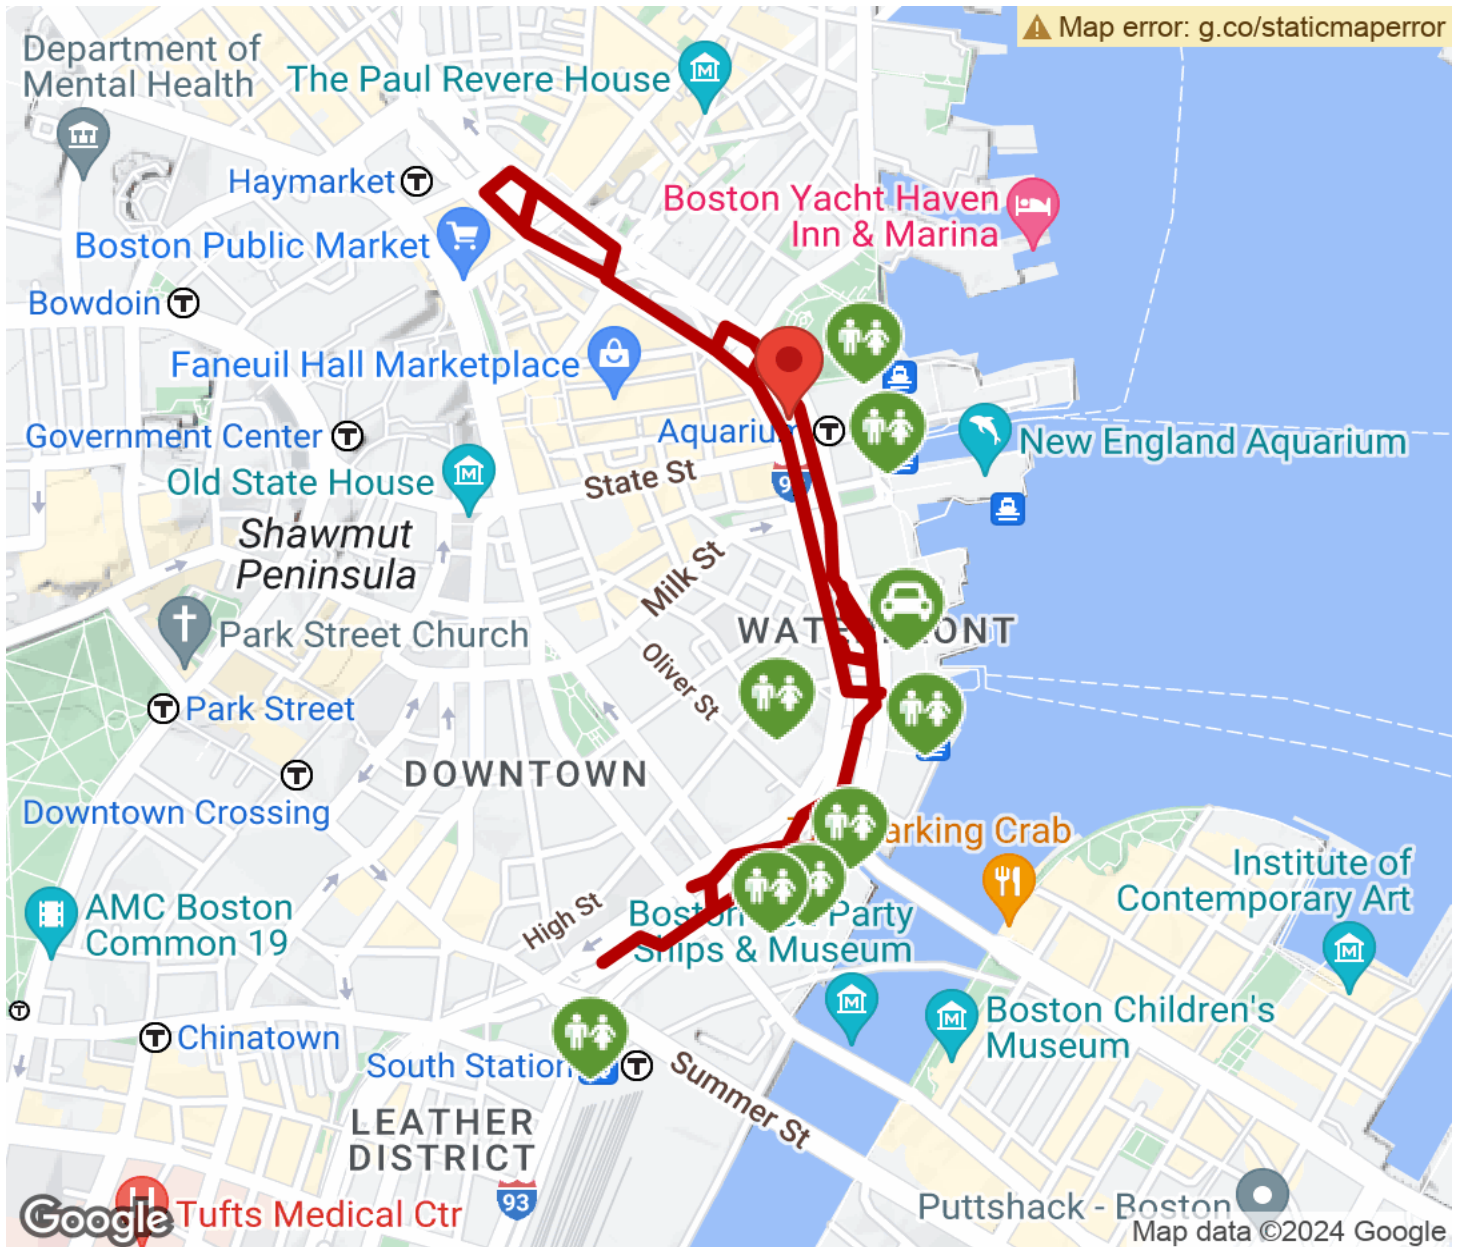 Map error: g.co/staticmaperror
Department of
Mental Health
The Paul Revere House
Haymarket T
Boston Yacht Haven
Inn & Marina
Boston Public Market
Bowdoin T
Faneuil Hall Marketplace
Government Center T
Aquarium T
New England Aquarium
Old State House
State St
Shawmut
Peninsula
Milk St
Park Street Church
Oliver St
T Park Street
DOWNTOWN
T
Downtown Crossing
arking Crab
Institute of
Contemporary Art
AMC Boston
Common 19
High St
Party
Ships & Museum
T
T Chinatown
Boston Children's
Museum
South Station T
Summer St
LEATHER
DISTRICT
93
Tufts Medical Ctr
Puttshack - Boston
Google
Map data ©2024 Google